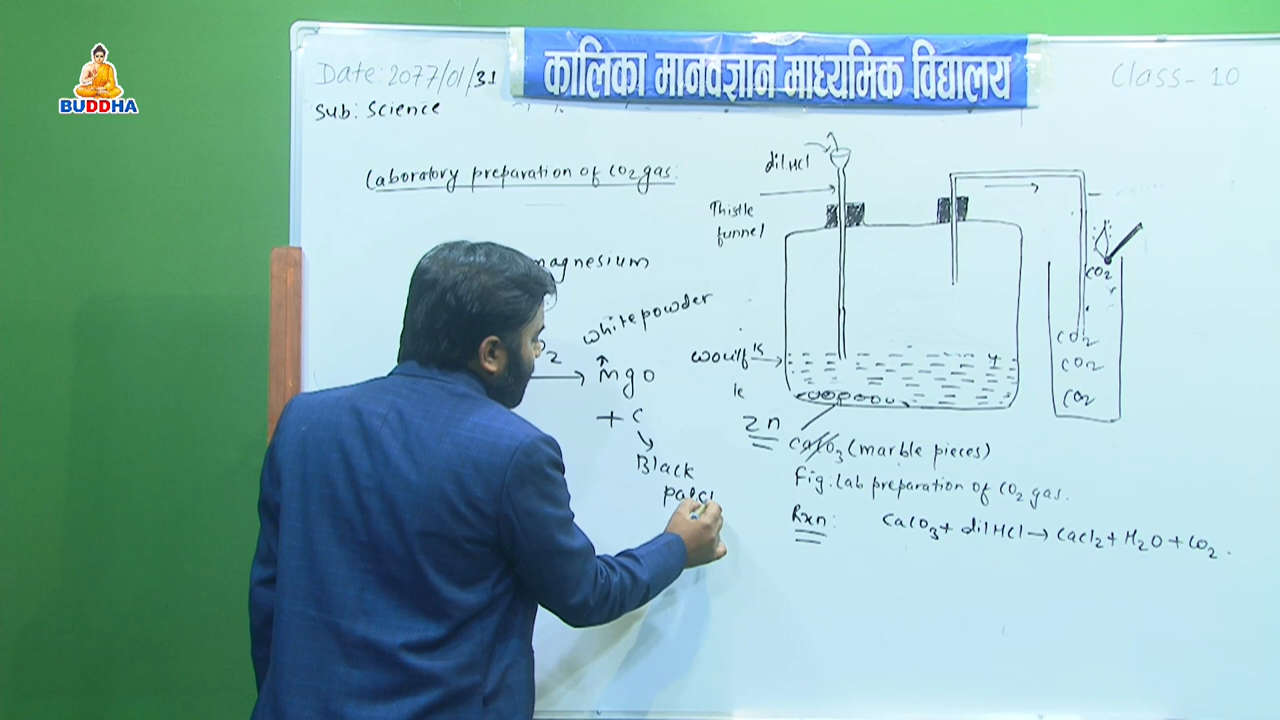 BUDDHA
कालिका मानवज्ञान माध्यमिक विद्यालय
Date: 2077/01/31
Class- 10
Sub: Science
Laboratory preparation of CO2 gas:
dil HCl
Thistle
funnel
magnesium
white powder
MgO
+ C
Black
CO2
CO2
CO2
CO2
woulf's
Zn
CaCO3 (marble pieces)
Fig: Lab preparation of CO2 gas.
Rxn: CaCO3 + dil HCl → CaCl2 + H2O + CO2.